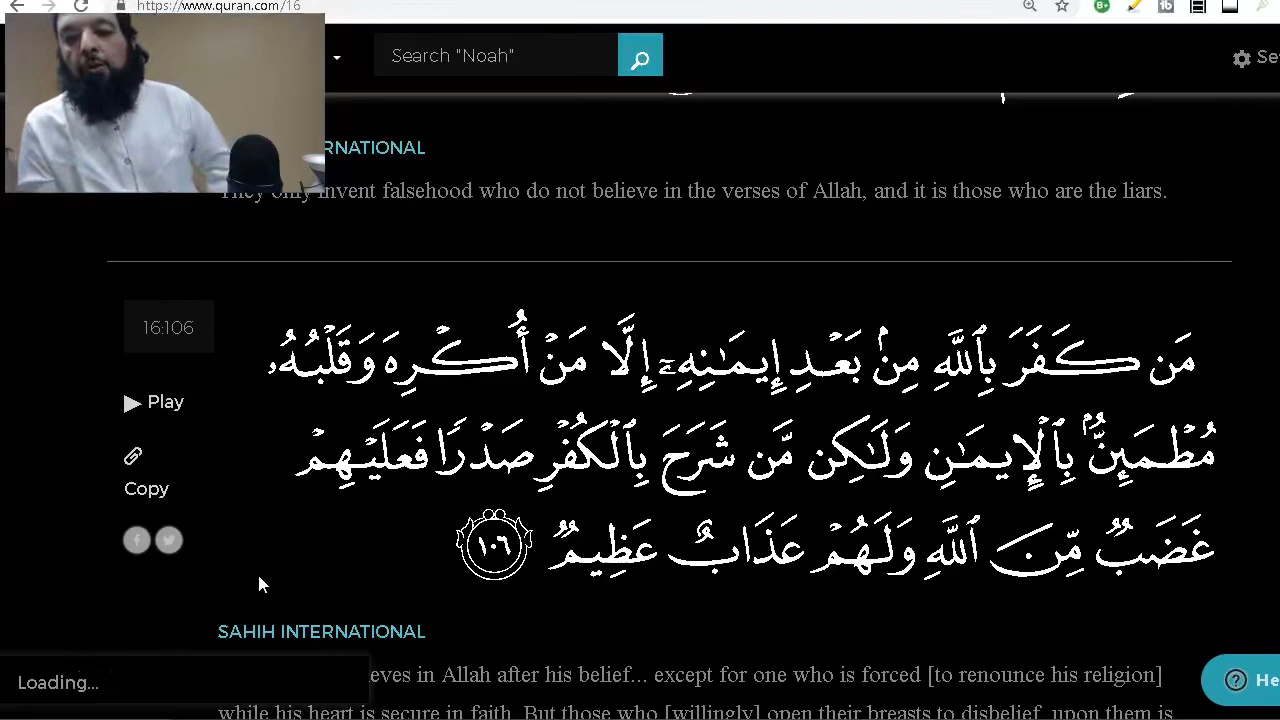 https://www.quran.com/16
Search "Noah"
Se
RNATIONAL
They only invent falsehood who do not believe in the verses of Allah, and it is those who are the liars.
16:106
مَن كَفَرَ بِٱللَّهِ مِنۢ بَعْدِ إِيمَـٰنِهِۦٓ إِلَّا مَنْ أُكْرِهَ وَقَلْبُهُۥ
Play
مُطْمَئِنٌّۢ بِٱلْإِيمَـٰنِ وَلَـٰكِن مَّن شَرَحَ بِٱلْكُفْرِ صَدْرًا فَعَلَيْهِمْ
Copy
غَضَبٌ مِّنَ ٱللَّهِ وَلَهُمْ عَذَابٌ عَظِيمٌ ١٠٦
SAHIH INTERNATIONAL
eves in Allah after his belief... except for one who is forced [to renounce his religion]
Loading...
He
while his heart is secure in faith. But those who [willingly] open their breasts to disbelief, upon them is